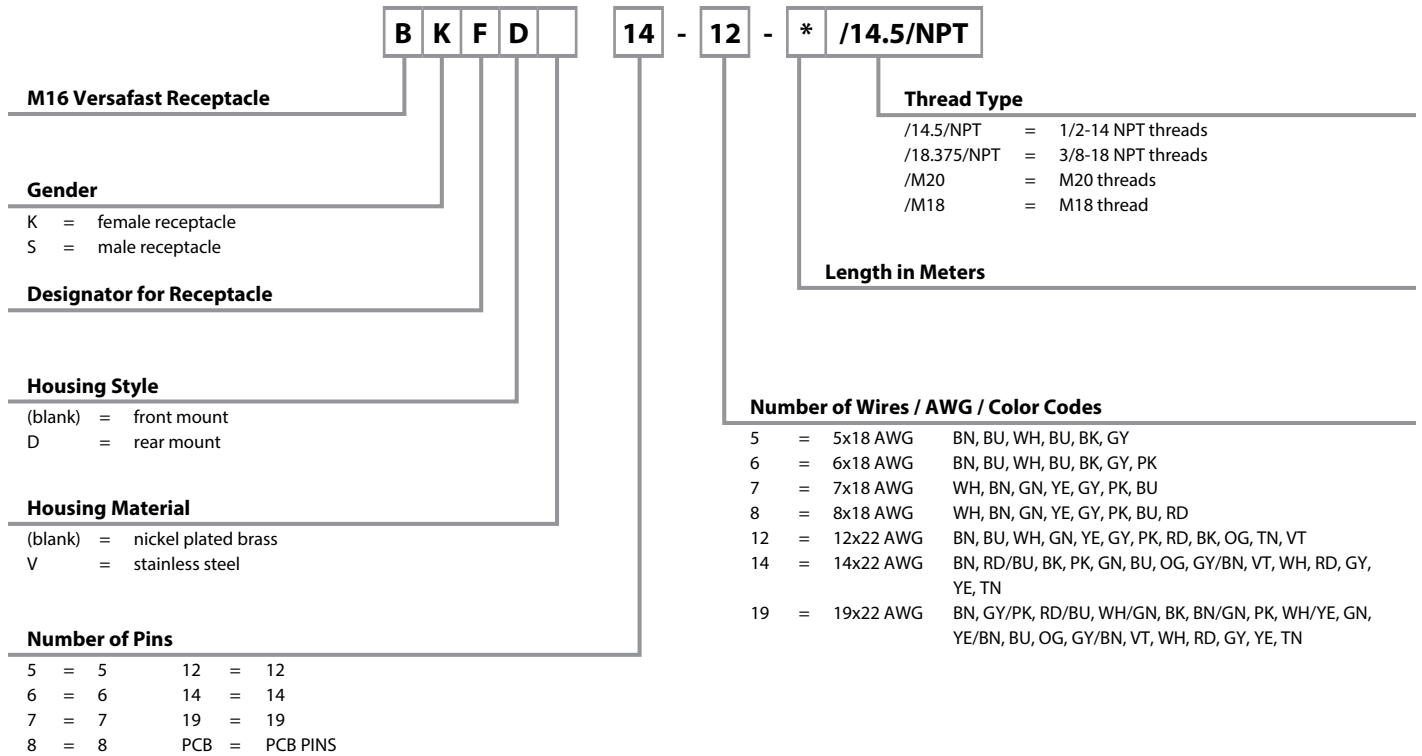 B K F D 14 - 12 - * /14.5/NPT
M16 Versafast Receptacle
Gender
K = female receptacle
S = male receptacle
Designator for Receptacle
Housing Style
(blank) = front mount
D = rear mount
Housing Material
(blank) = nickel plated brass
V = stainless steel
Number of Pins
5 = 5 12 = 12
6 = 6 14 = 14
7 = 7 19 = 19
8 = 8 PCB = PCB PINS
Thread Type
/14.5/NPT = 1/2-14 NPT threads
/18.375/NPT = 3/8-18 NPT threads
/M20 = M20 threads
/M18 = M18 thread
Length in Meters
Number of Wires / AWG / Color Codes
5 = 5x18 AWG BN, BU, WH, BU, BK, GY
6 = 6x18 AWG BN, BU, WH, BU, BK, GY, PK
7 = 7x18 AWG WH, BN, GN, YE, GY, PK, BU
8 = 8x18 AWG WH, BN, GN, YE, GY, PK, BU, RD
12 = 12x22 AWG BN, BU, WH, GN, YE, GY, PK, RD, BK, OG, TN, VT
14 = 14x22 AWG BN, RD/BU, BK, PK, GN, BU, OG, GY/BN, VT, WH, RD, GY,
YE, TN
19 = 19x22 AWG BN, GY/PK, RD/BU, WH/GN, BK, BN/GN, PK, WH/YE, GN,
YE/BN, BU, OG, GY/BN, VT, WH, RD, GY, YE, TN